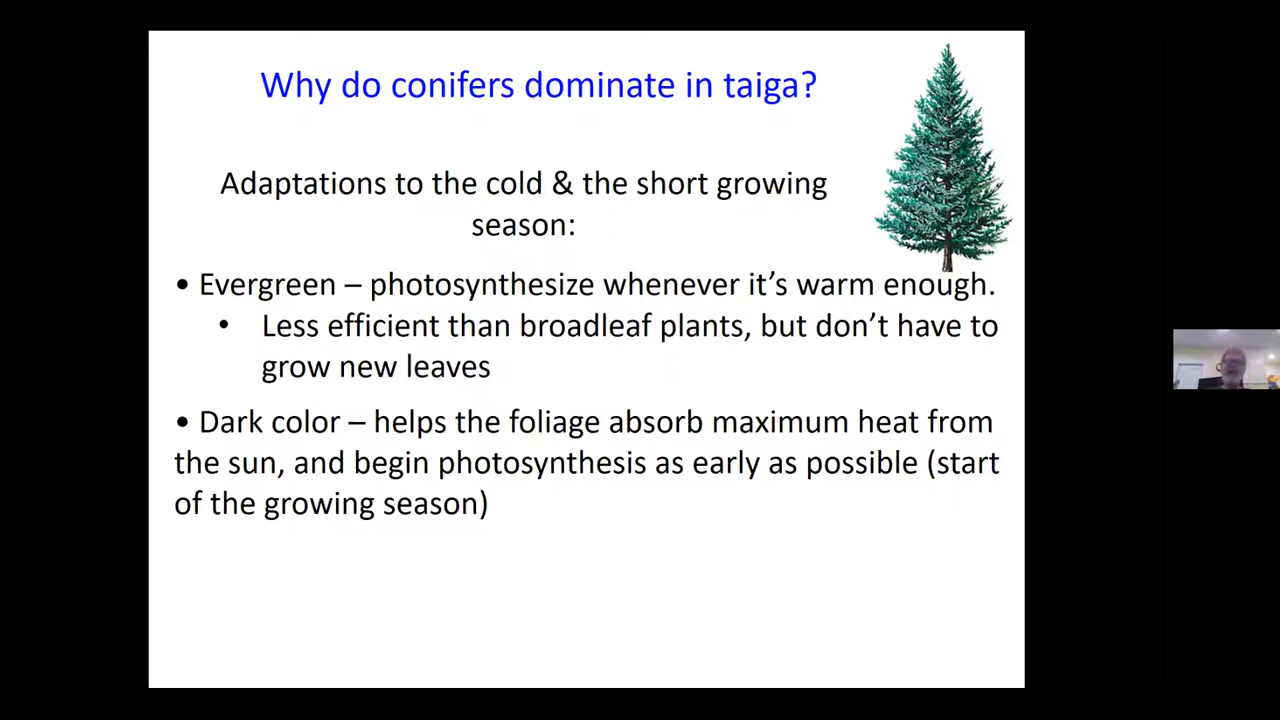 Why do conifers dominate in taiga?
Adaptations to the cold & the short growing
season:
• Evergreen – photosynthesize whenever it’s warm enough.
• Less efficient than broadleaf plants, but don’t have to
grow new leaves
• Dark color – helps the foliage absorb maximum heat from
the sun, and begin photosynthesis as early as possible (start
of the growing season)